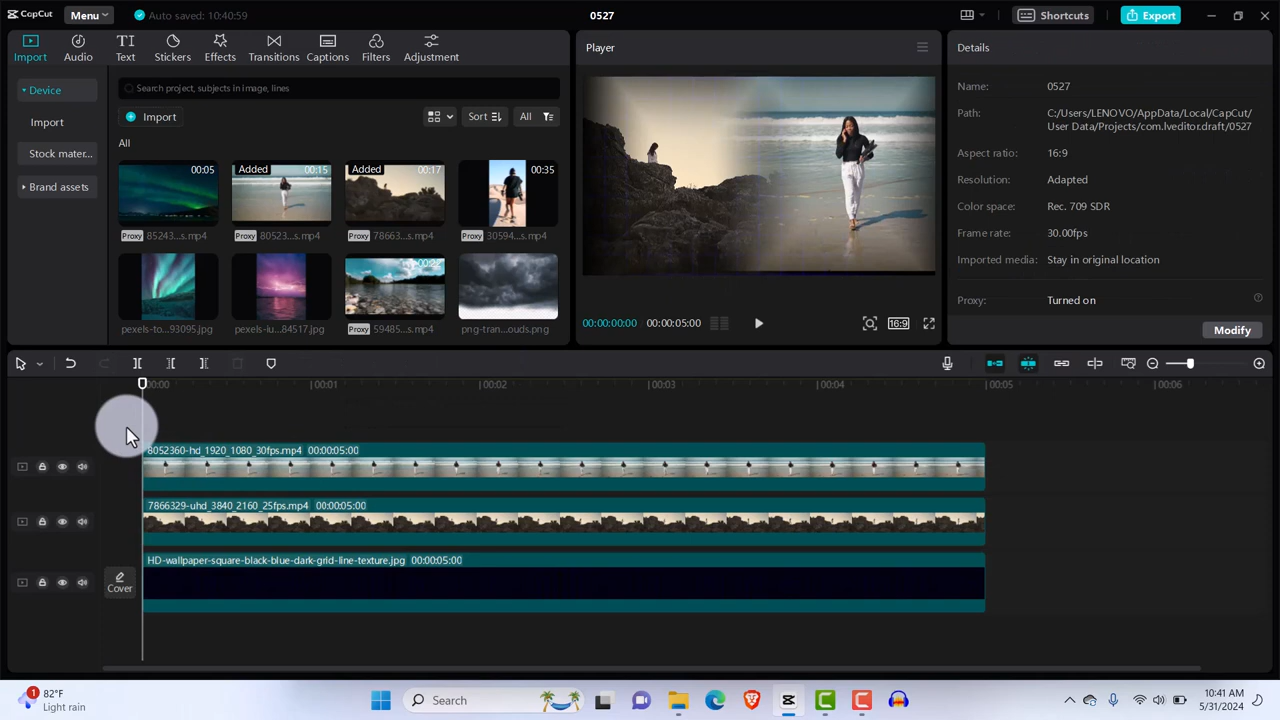 CapCut
Menu
Auto saved: 10:40:59
0527
Shortcuts
Export
Import
Audio
Text
Stickers
Effects
Transitions
Captions
Filters
Adjustment
Device
Import
Stock mater...
Brand assets
Search project, subjects in image, lines
Import
Sort
All
All
00:05
Added 00:15
Added 00:17
00:35
Proxy 85243...s.mp4
Proxy 80523...s.mp4
Proxy 78663...s.mp4
Proxy 30594...s.mp4
00:22
pexels-to...93095.jpg
pexels-iu...84517.jpg
Proxy 59485...s.mp4
png-tran...ouds.png
Player
00:00:00:00
00:00:05:00
16:9
Details
Name: 0527
Path: C:/Users/LENOVO/AppData/Local/CapCut/
User Data/Projects/com.lveditor.draft/0527
Aspect ratio: 16:9
Resolution: Adapted
Color space: Rec. 709 SDR
Frame rate: 30.00fps
Imported media: Stay in original location
Proxy: Turned on
Modify
00:00
00:01
00:02
00:03
00:04
00:05
00:06
8052360-hd_1920_1080_30fps.mp4 00:00:05:00
7866329-uhd_3840_2160_25fps.mp4 00:00:05:00
HD-wallpaper-square-black-blue-dark-grid-line-texture.jpg 00:00:05:00
Cover
1
82°F
Light rain
Search
10:41 AM
5/31/2024